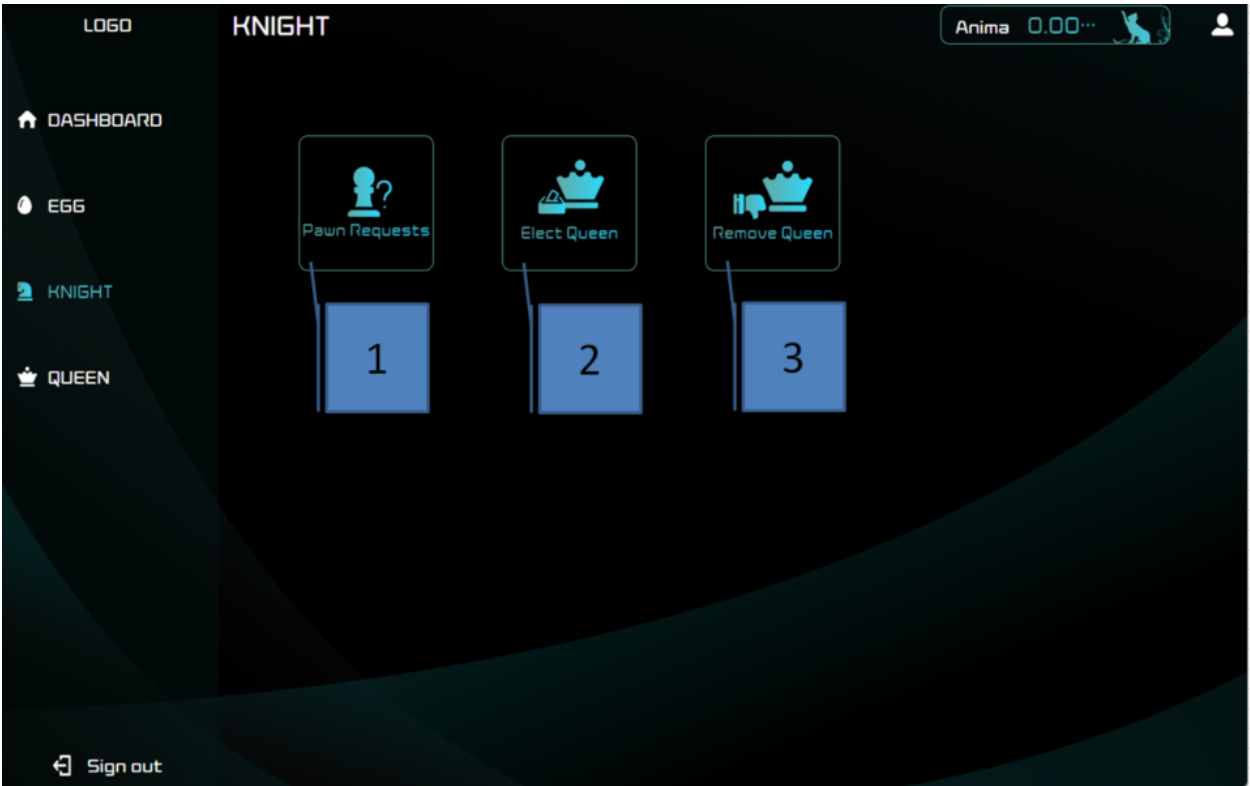 LOGO
KNIGHT
Anima 0.00...
DASHBOARD
EGG
KNIGHT
QUEEN
Pawn Requests
Elect Queen
Remove Queen
1
2
3
Sign out